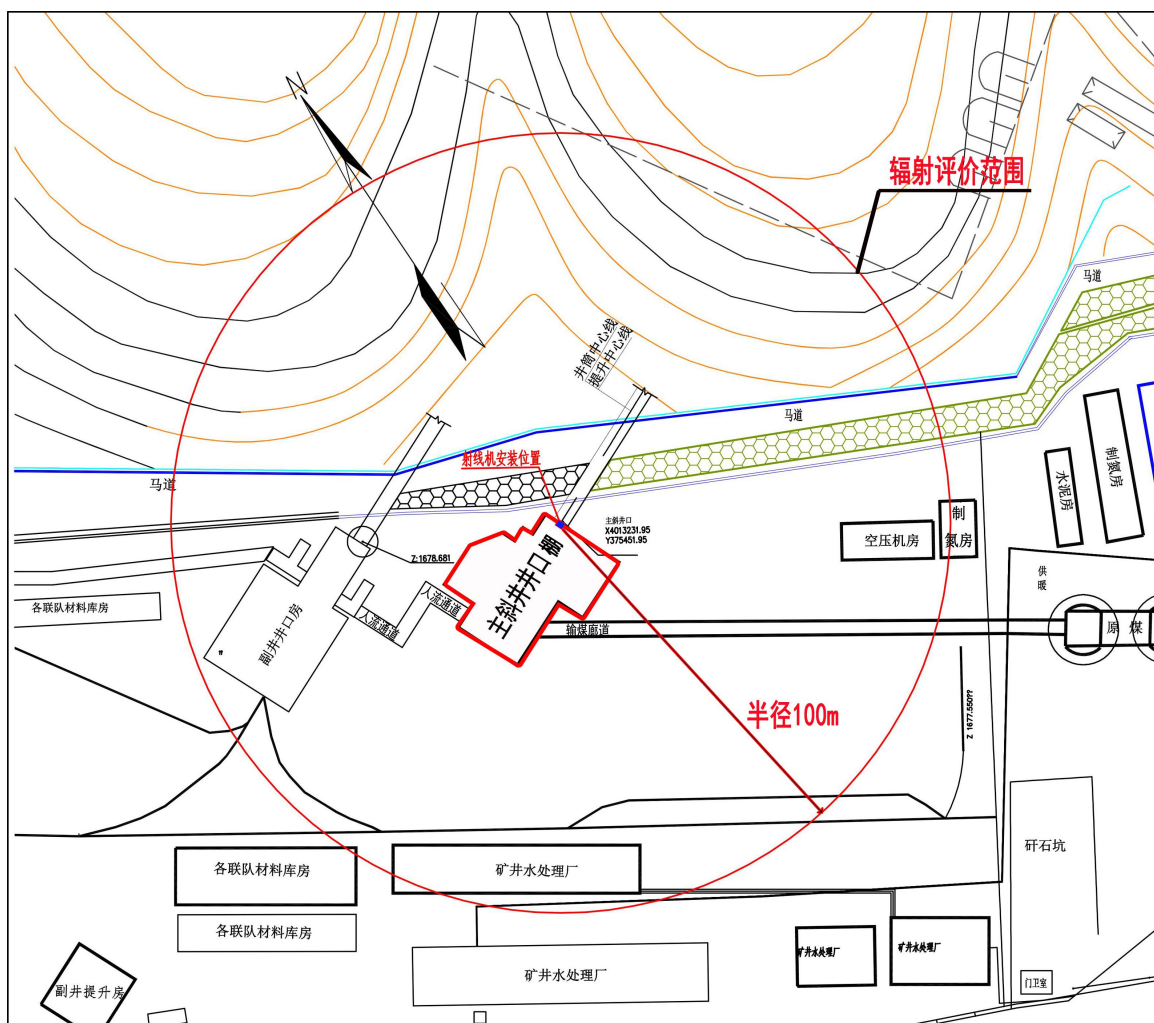 N
辐射评价范围
马道
井筒中心线
提升中心线
马道
射线机安装位置
马道
水泥房
制氮房
主斜井口
X4013231.95
Y375451.95
制
氮房
空压机房
Z:1678.681
主斜井井口房
供暖
各联队材料库房
人流通道
人流通道
副井井口房
输煤廊道
原煤
半径100m
Z 1677.5509
矸石坑
各联队材料库房
矿井水处理厂
各联队材料库房
矿井水处理厂
矿井水处理厂
矿井水处理厂
副井提升房
门卫室